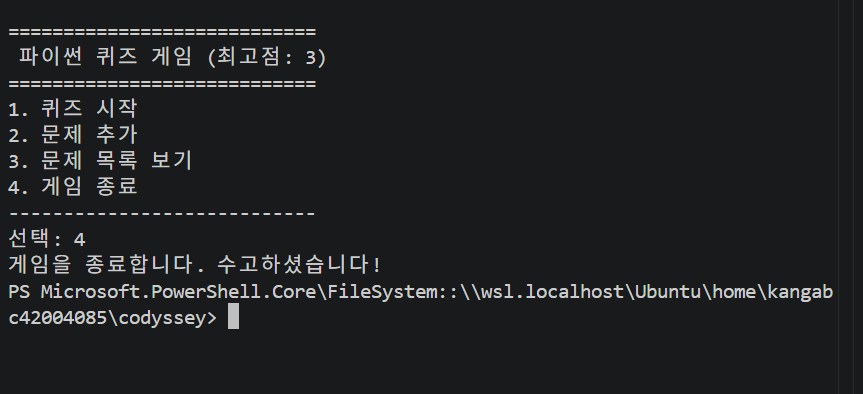 ============================
 파이썬 퀴즈 게임 (최고점: 3)
============================
1. 퀴즈 시작
2. 문제 추가
3. 문제 목록 보기
4. 게임 종료
----------------------------
선택: 4
게임을 종료합니다. 수고하셨습니다!
PS Microsoft.PowerShell.Core\FileSystem::\\wsl.localhost\Ubuntu\home\kangab
c42004085\codyssey>